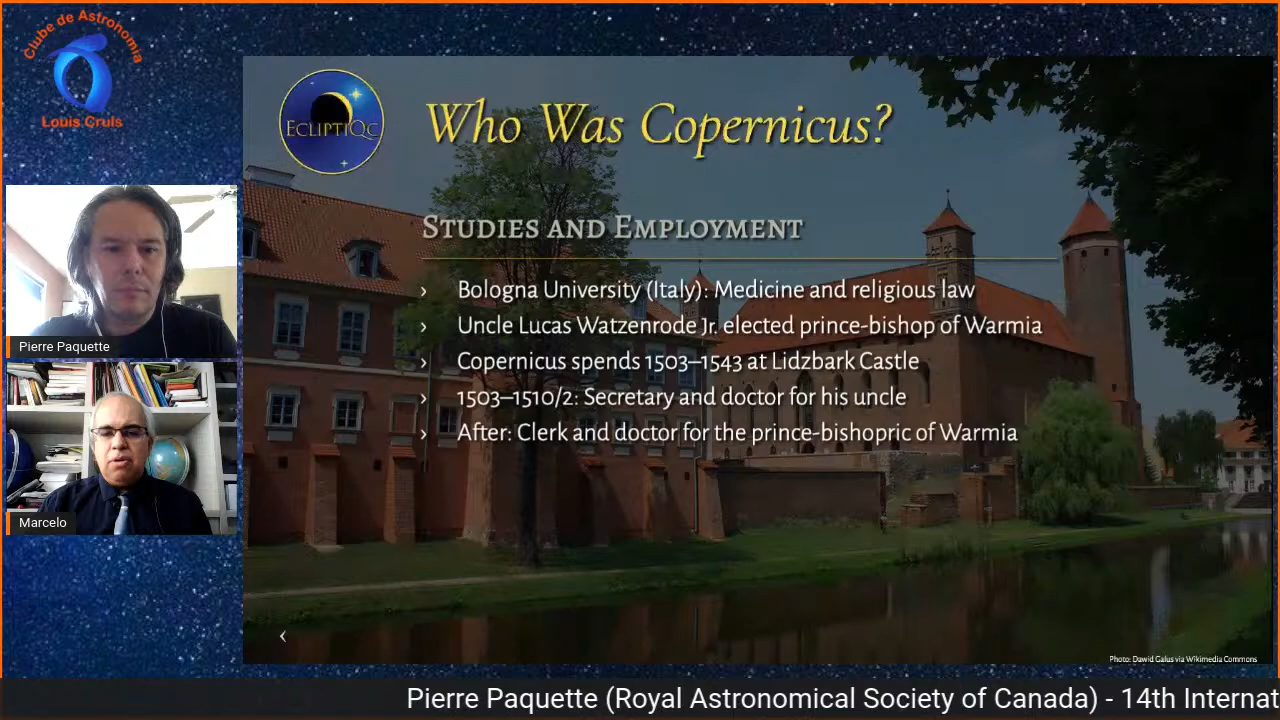 Clube de Astronomia
Louis Cruls
EclıptıQc
Who Was Copernicus?
Studies and Employment
› Bologna University (Italy): Medicine and religious law
› Uncle Lucas Watzenrode Jr. elected prince-bishop of Warmia
› Copernicus spends 1503–1543 at Lidzbark Castle
› 1503–1510/2: Secretary and doctor for his uncle
› After: Clerk and doctor for the prince-bishopric of Warmia
Pierre Paquette
Marcelo
‹
Photo: Dawid Galus via Wikimedia Commons
Pierre Paquette (Royal Astronomical Society of Canada) - 14th Internat